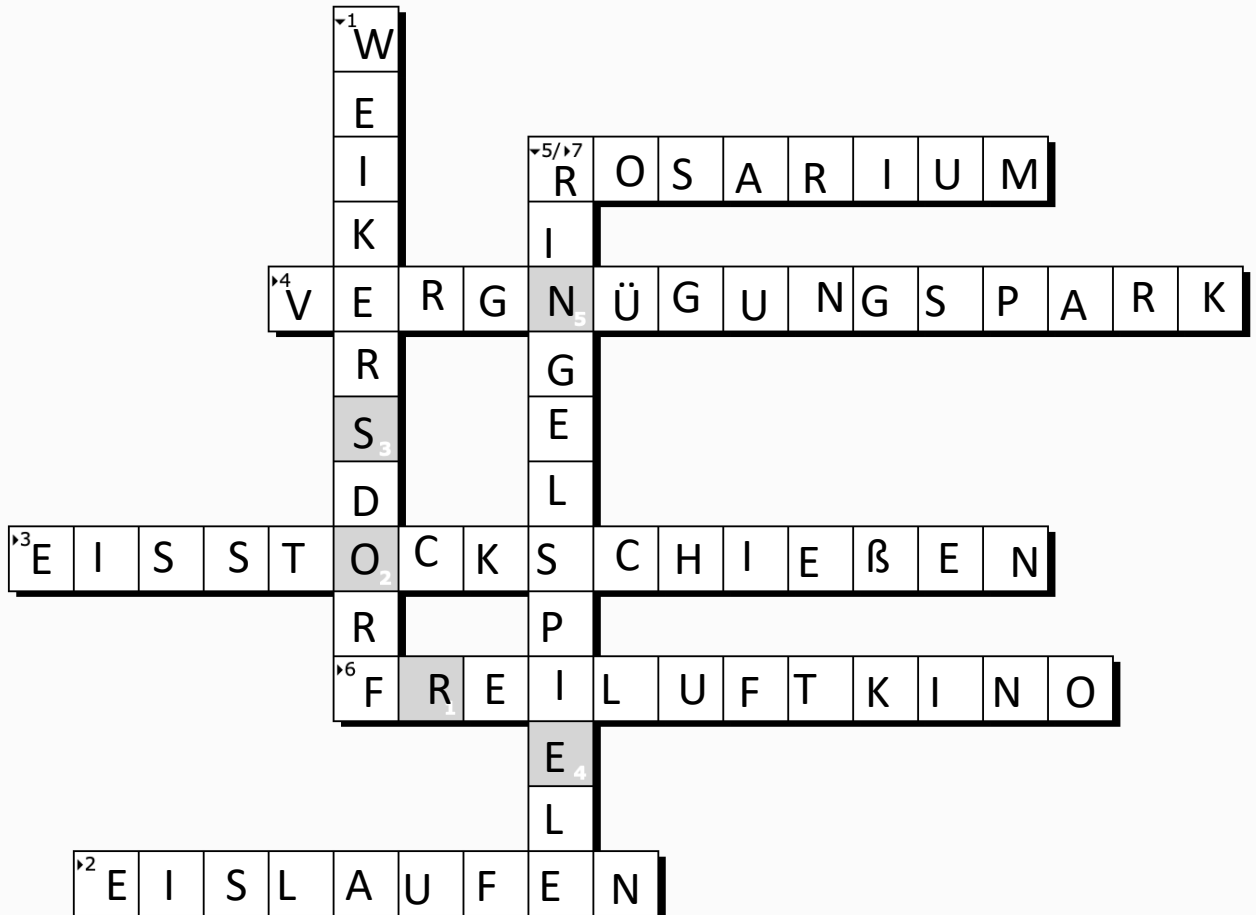 ▾1 W
E
I ▾5/▸7 R O S A R I U M
K I
▸4 V E R G N 5 Ü G U N G S P A R K
R G
S 3 E
D L
▸3 E I S S T O 2 C K S C H I E ß E N
R P
▸6 F R 1 E I L U F T K I N O
E 4
L
▸2 E I S L A U F E N